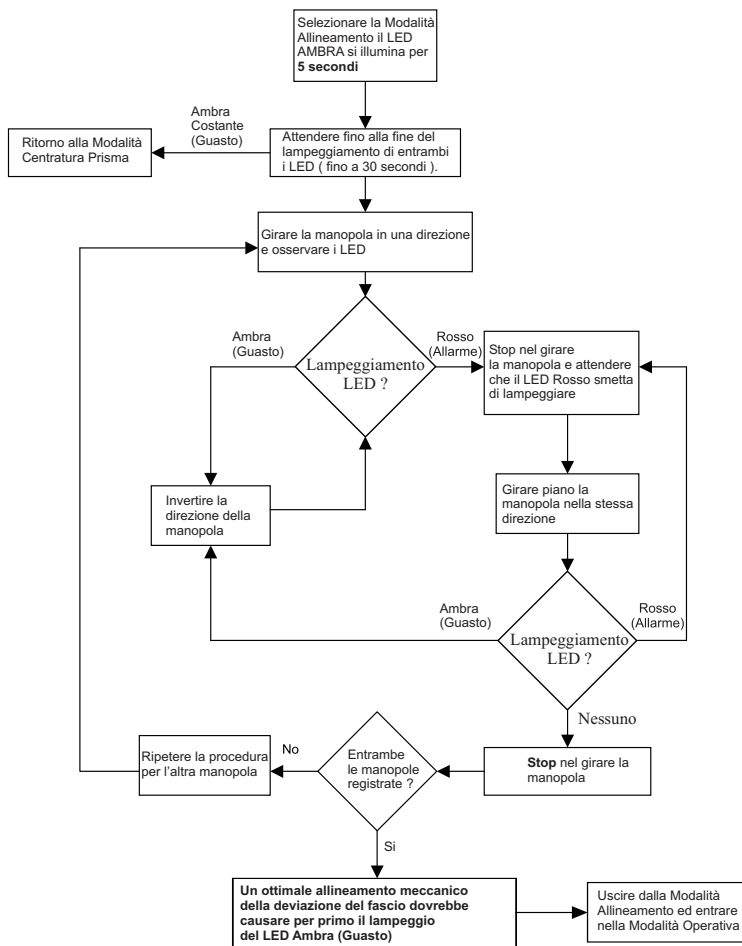 Selezionare la Modalità
Allineamento il LED
AMBRA si illumina per
5 secondi
Ambra
Costante
(Guasto)
Ritorno alla Modalità
Centratura Prisma
Attendere fino alla fine del
lampeggiamento di entrambi
i LED ( fino a 30 secondi ).
Girare la manopola in una direzione
e osservare i LED
Ambra
(Guasto)
Lampeggiamento
LED ?
Rosso
(Allarme)
Stop nel girare
la manopola e attendere
che il LED Rosso smetta
di lampeggiare
Invertire la
direzione della
manopola
Girare piano la
manopola nella stessa
direzione
Ambra
(Guasto)
Lampeggiamento
LED ?
Rosso
(Allarme)
Nessuno
Stop nel girare la
manopola
Entrambe
le manopole
registrate ?
No
Ripetere la procedura
per l'altra manopola
Si
Un ottimale allineamento meccanico
della deviazione del fascio dovrebbe
causare per primo il lampeggio
del LED Ambra (Guasto)
Uscire dalla Modalità
Allineamento ed entrare
nella Modalità Operativa